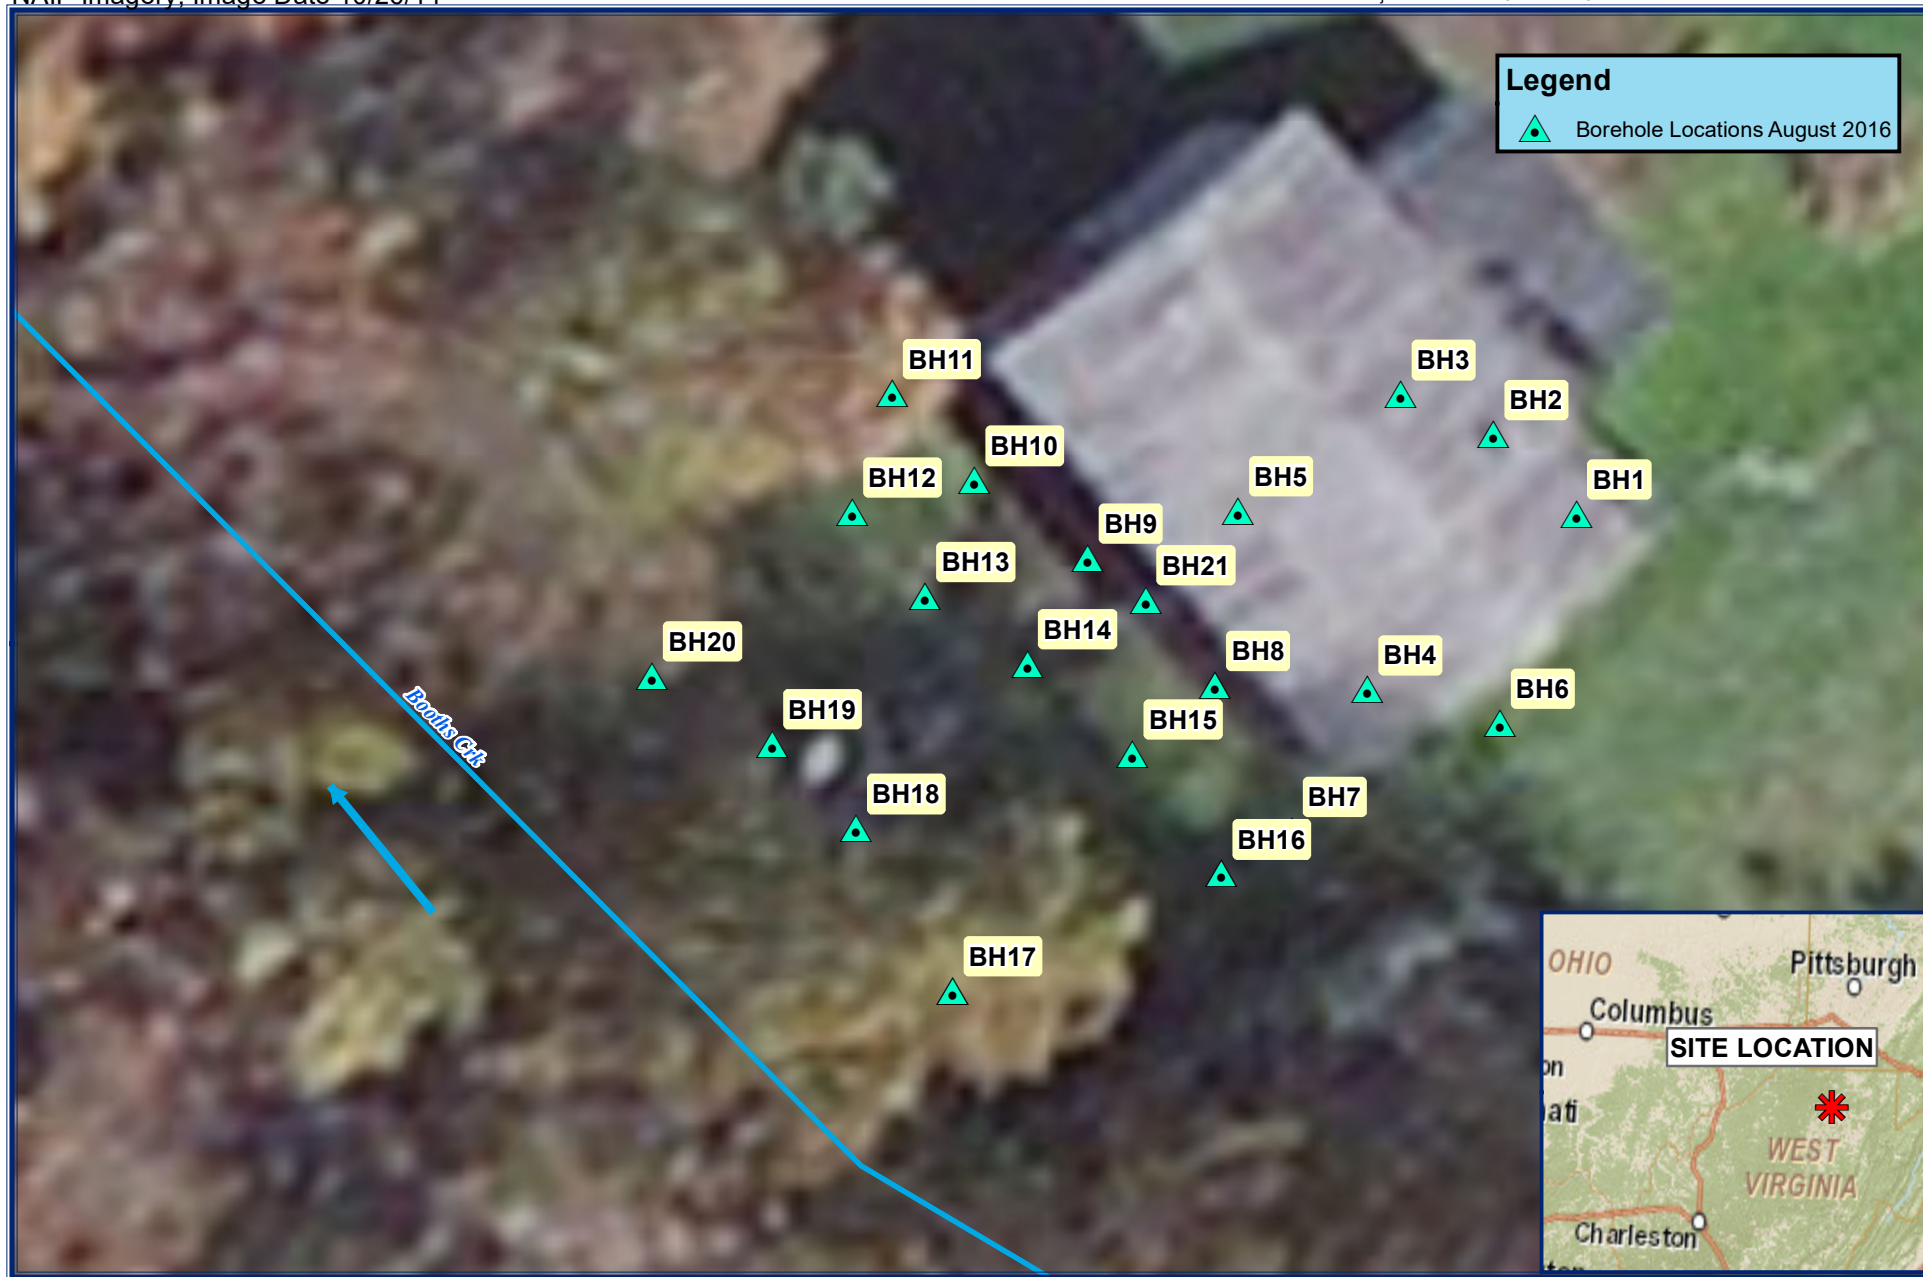 Legend
Borehole Locations August 2016
BH11
BH3
BH2
BH10
BH12
BH5
BH1
BH9
BH13
BH21
BH14
BH20
BH8
BH4
BH6
BH19
BH15
BH18
BH7
BH16
BH17
Booths Crk
OHIO
Pittsburgh
Columbus
SITE LOCATION
WEST
VIRGINIA
Charleston